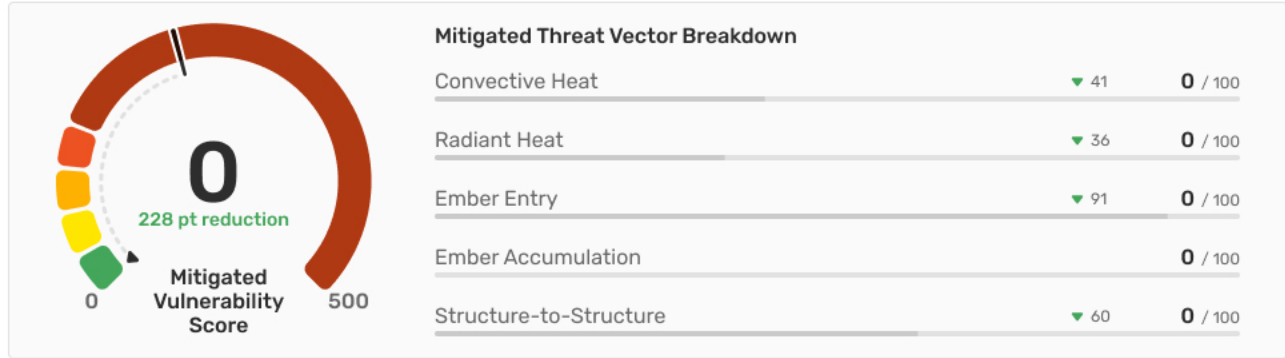 0
228 pt reduction
Mitigated
Vulnerability
Score
0
500
Mitigated Threat Vector Breakdown
Convective Heat ▼ 41 0 / 100
Radiant Heat ▼ 36 0 / 100
Ember Entry ▼ 91 0 / 100
Ember Accumulation 0 / 100
Structure-to-Structure ▼ 60 0 / 100